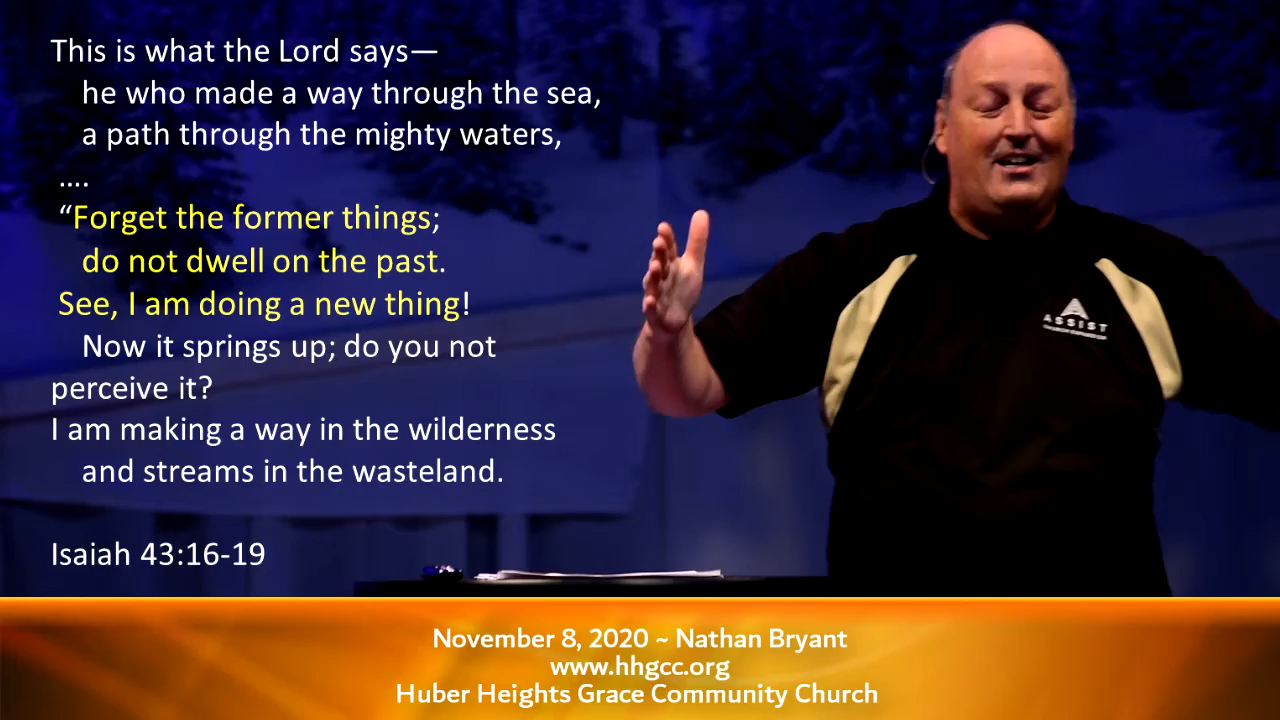 This is what the Lord says—
he who made a way through the sea,
a path through the mighty waters,
....
“Forget the former things;
do not dwell on the past.
See, I am doing a new thing!
Now it springs up; do you not
perceive it?
I am making a way in the wilderness
and streams in the wasteland.
Isaiah 43:16-19
ASSIST
November 8, 2020 ~ Nathan Bryant
www.hhgcc.org
Huber Heights Grace Community Church